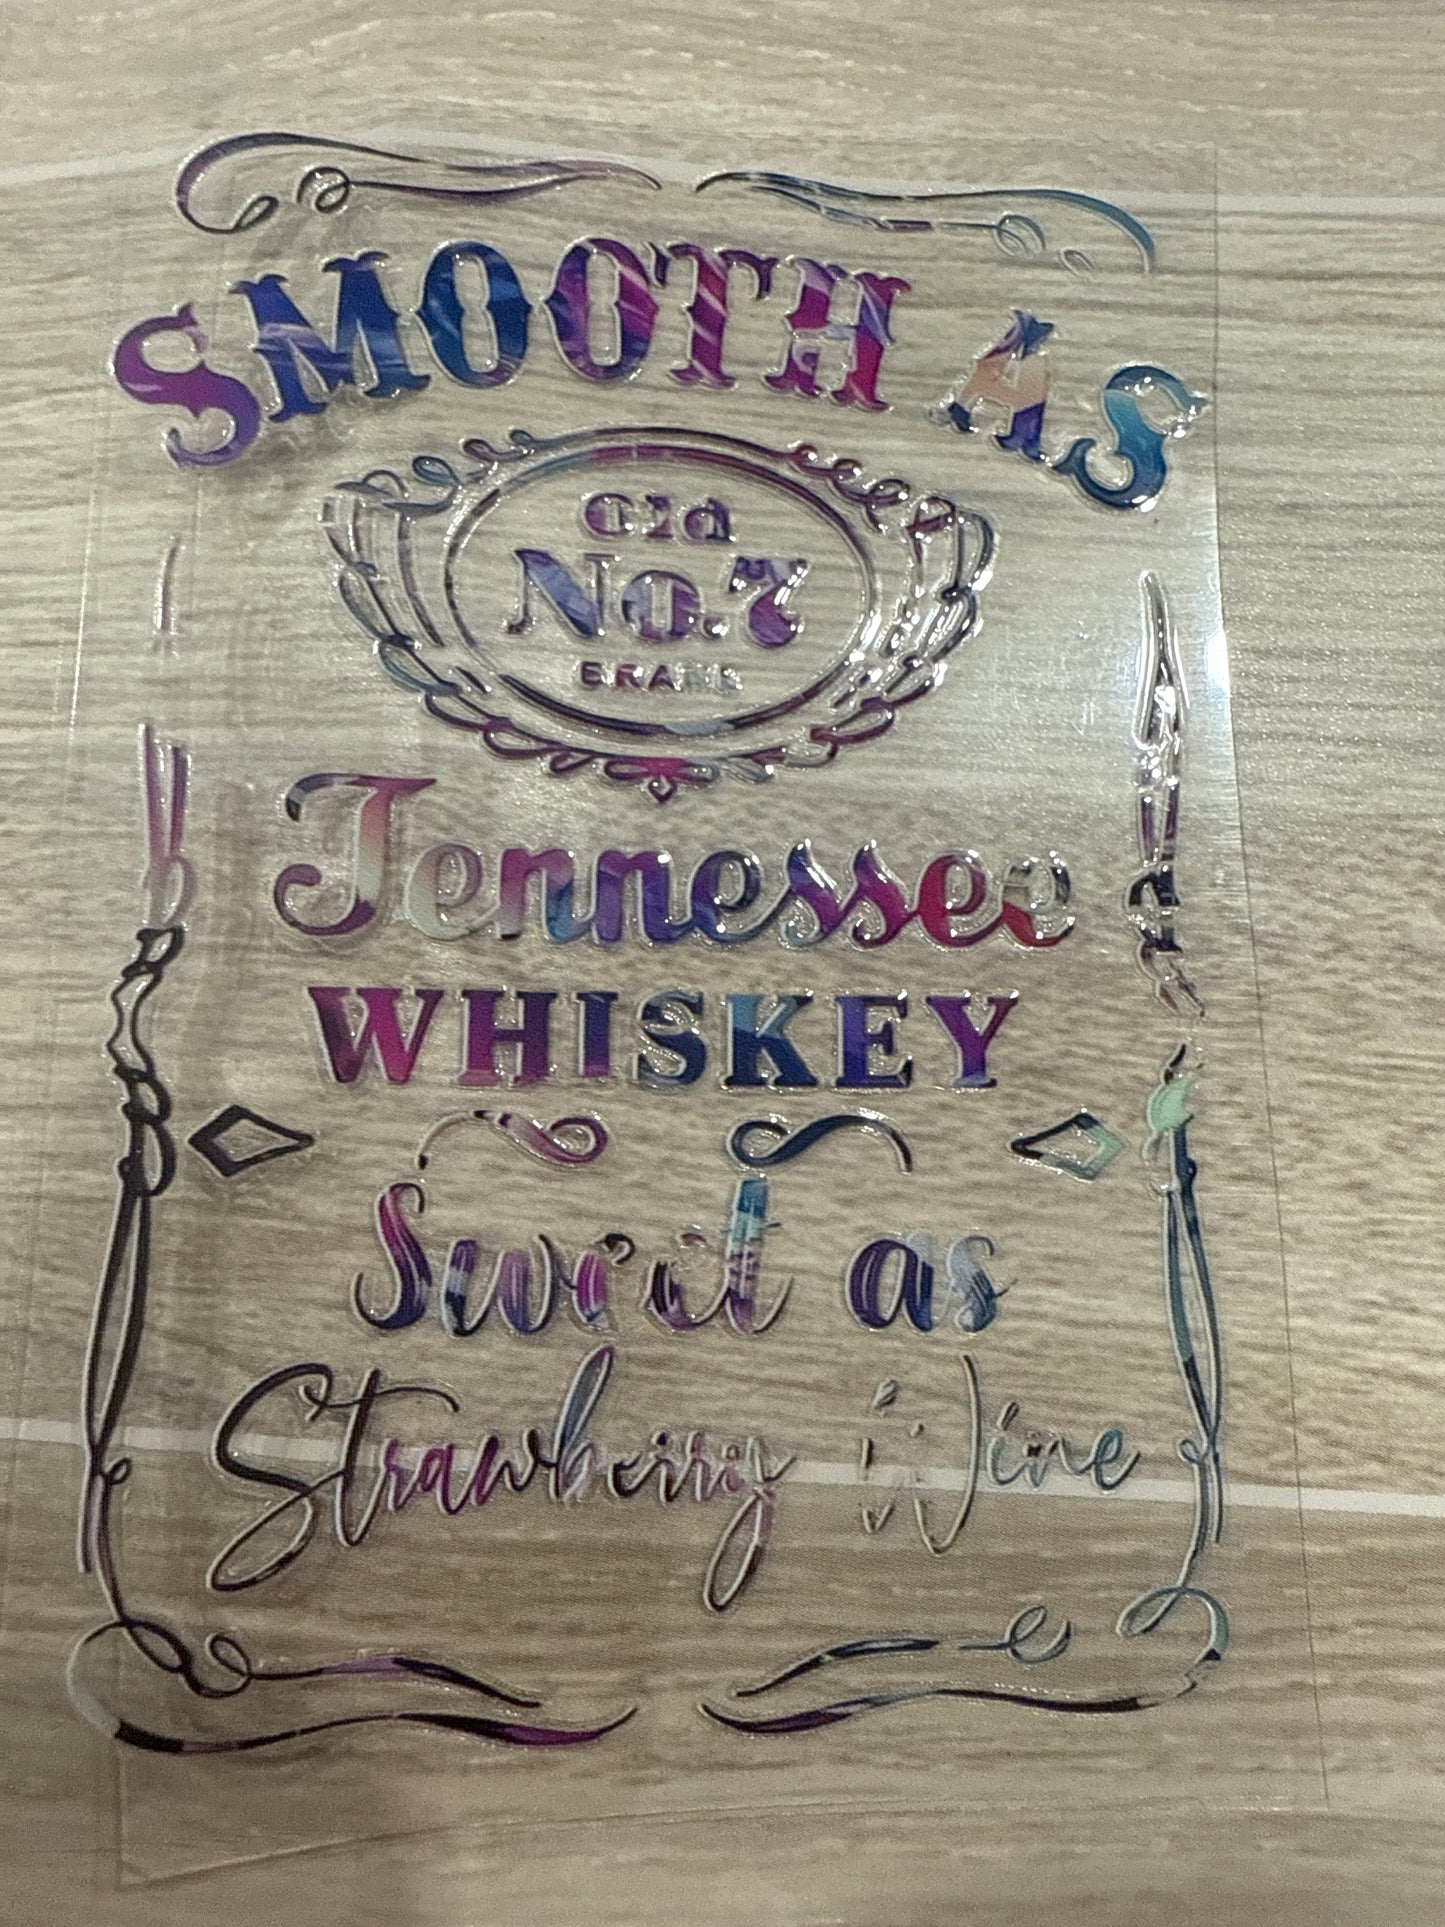 SMOOTH AS
Old
No.7
BRAND
Tennessee
WHISKEY
Sweet as
Strawberry Wine